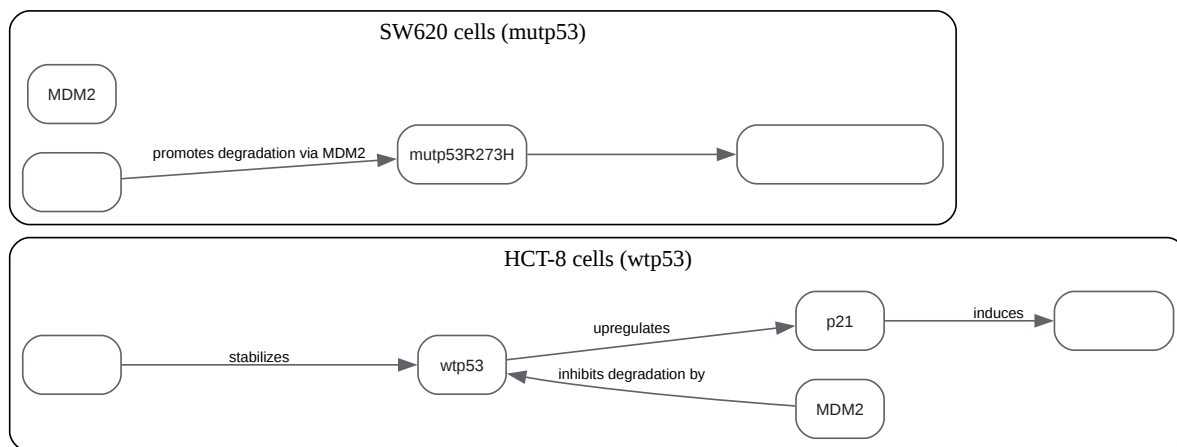 SW620 cells (mutp53)
MDM2
promotes degradation via MDM2
mutp53R273H
HCT-8 cells (wtp53)
stabilizes
wtp53
upregulates
p21
induces
inhibits degradation by
MDM2